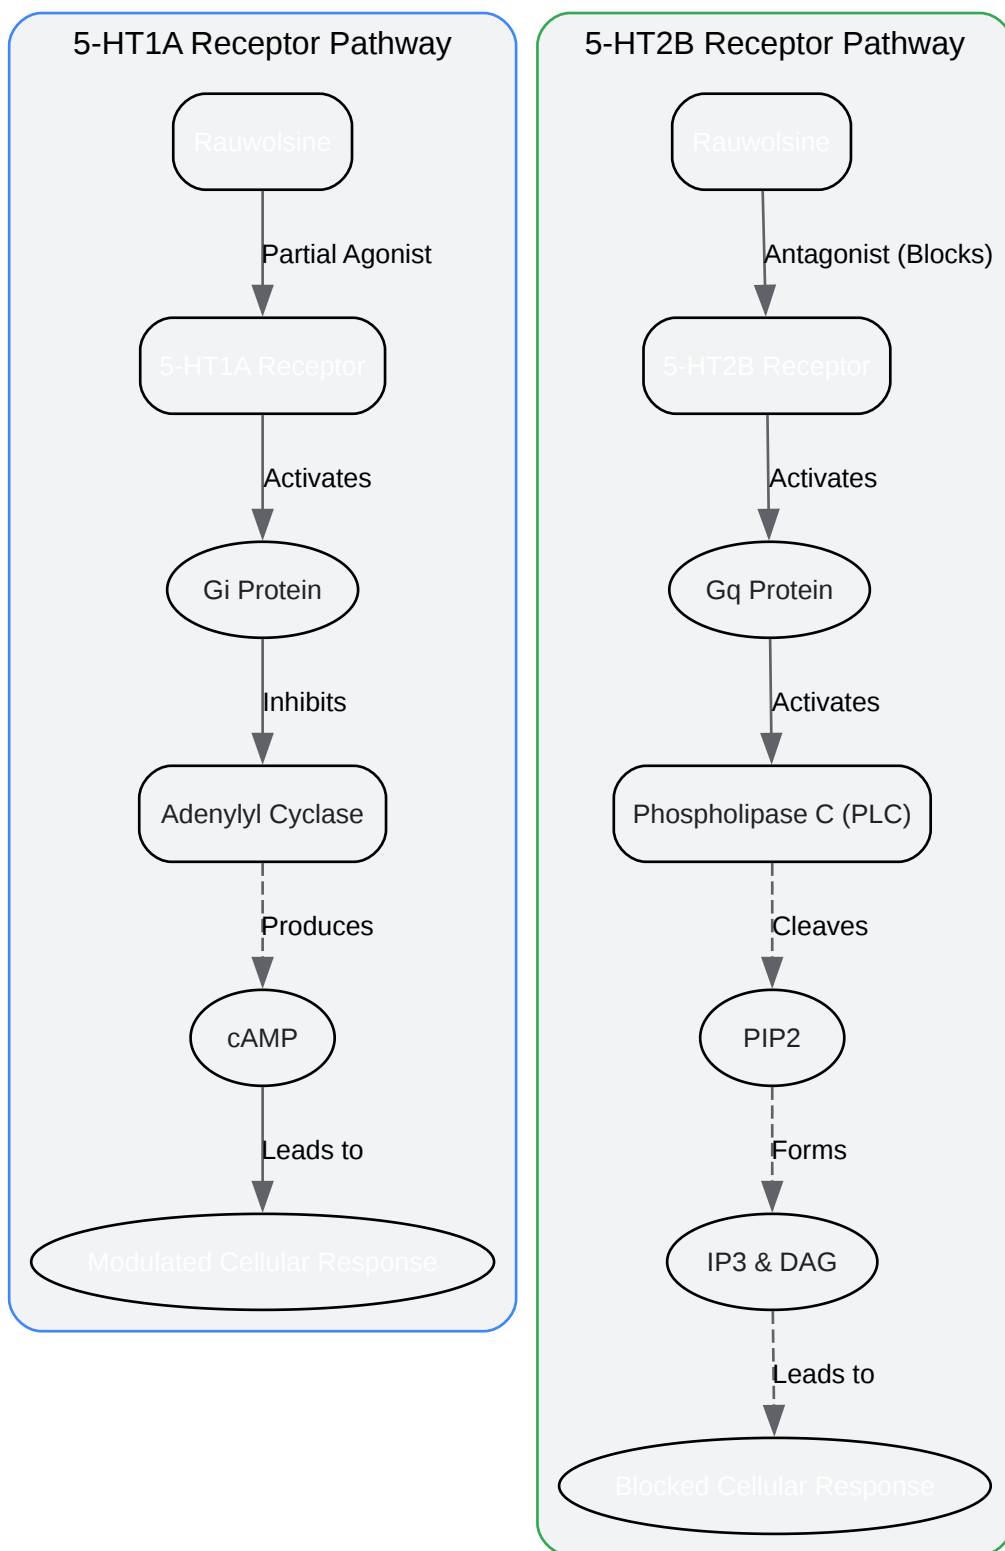 5-HT1A Receptor Pathway
Rauwolsine
Partial Agonist
5-HT1A Receptor
Activates
Gi Protein
Inhibits
Adenylyl Cyclase
Produces
cAMP
Leads to
Modulated Cellular Response
5-HT2B Receptor Pathway
Rauwolsine
Antagonist (Blocks)
5-HT2B Receptor
Activates
Gq Protein
Activates
Phospholipase C (PLC)
Cleaves
PIP2
Forms
IP3 & DAG
Leads to
Blocked Cellular Response